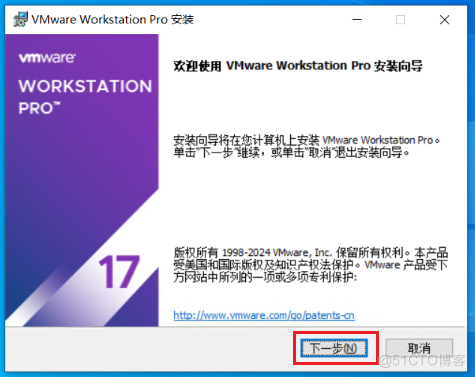 VMware Workstation Pro 安装
vmware®
WORKSTATION
PRO™
17
欢迎使用 VMware Workstation Pro 安装向导
安装向导将在您计算机上安装 VMware Workstation Pro。
单击“下一步”继续，或单击“取消”退出安装向导。
版权所有 1998-2024 VMware, Inc. 保留所有权利。本产品
受美国和国际版权及知识产权法保护。VMware 产品受下
方网站中所列的一项或多项专利保护:
http://www.vmware.com/go/patents-cn
下一步(N)
取消
@51CTO博客